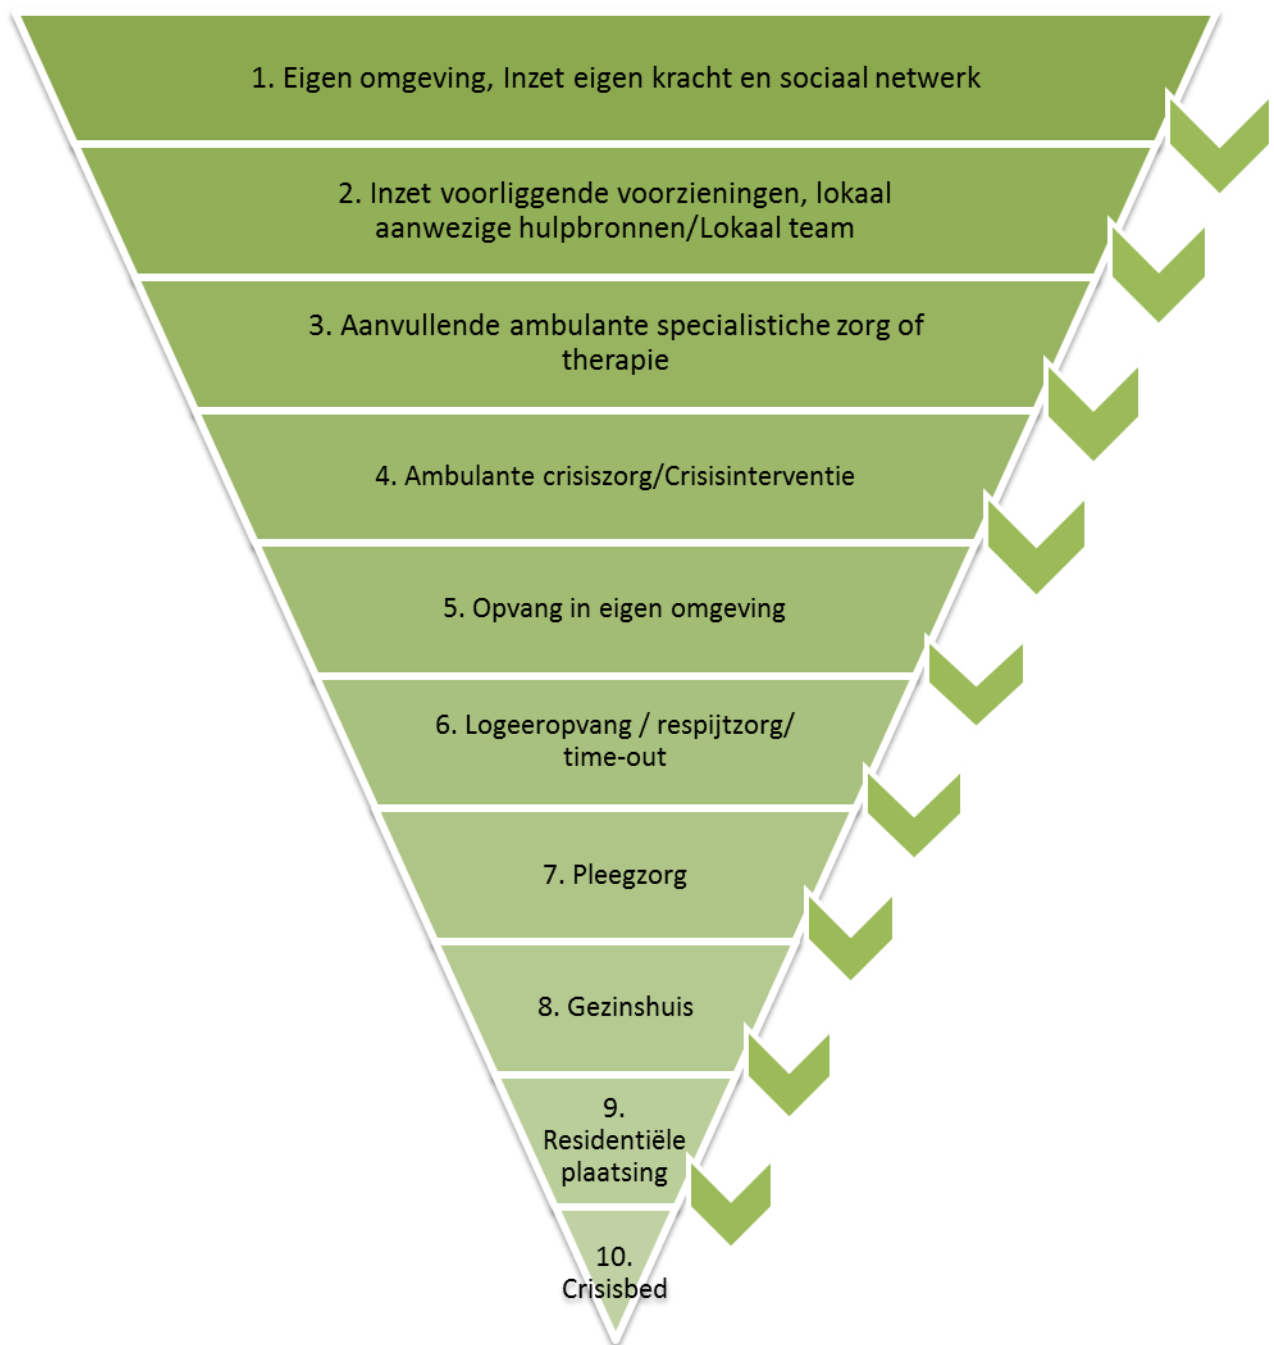 1. Eigen omgeving, Inzet eigen kracht en sociaal netwerk
2. Inzet voorliggende voorzieningen, lokaal
aanwezige hulpbronnen/Lokaal team
3. Aanvullende ambulante specialistiche zorg of
therapie
4. Ambulante crisiszorg/Crisisinterventie
5. Opvang in eigen omgeving
6. Logeeropvang / respijtzorg/
time-out
7. Pleegzorg
8. Gezinshuis
9.
Residentiële
plaatsing
10.
Crisisbed